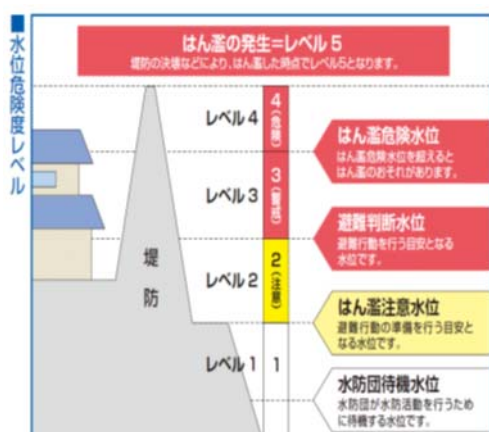 ■水位危険度レベル
はん濫の発生=レベル5
堤防の決壊などにより、はん濫した時点でレベル5となります。
レベル4
4(危険)
はん濫危険水位
はん濫危険水位を超えると
はん濫のおそれがあります。
レベル3
3(警戒)
避難判断水位
避難行動を行う目安となる
水位です。
堤防
レベル2
2(注意)
はん濫注意水位
避難行動の準備を行う目安と
なる水位です。
レベル1
1
水防団待機水位
水防団が水防活動を行うため
に待機する水位です。